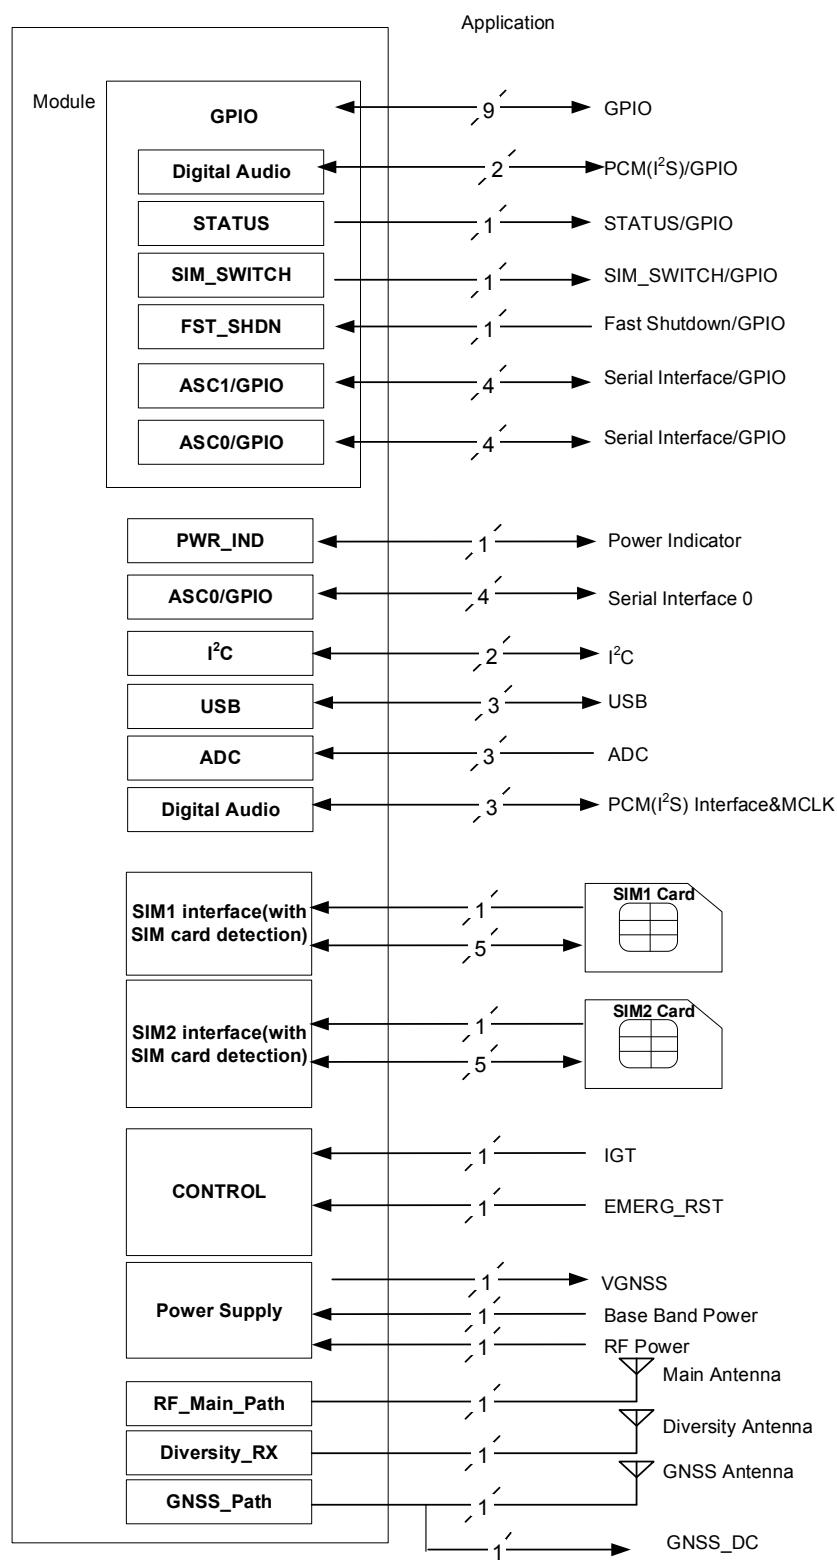 Application
Module
GPIO
9
GPIO
Digital Audio
2
PCM(I²S)/GPIO
STATUS
1
STATUS/GPIO
SIM_SWITCH
1
SIM_SWITCH/GPIO
FST_SHDN
1
Fast Shutdown/GPIO
ASC1/GPIO
4
Serial Interface/GPIO
ASC0/GPIO
4
Serial Interface/GPIO
PWR_IND
1
Power Indicator
ASC0/GPIO
4
Serial Interface 0
I²C
2
I²C
USB
3
USB
ADC
3
ADC
Digital Audio
3
PCM(I²S) Interface&MCLK
SIM1 interface(with
SIM card detection)
1
5
SIM1 Card
SIM2 interface(with
SIM card detection)
1
5
SIM2 Card
CONTROL
1
IGT
1
EMERG_RST
Power Supply
1
VGNSS
1
Base Band Power
1
RF Power
RF_Main_Path
1
Main Antenna
Diversity_RX
1
Diversity Antenna
GNSS_Path
1
GNSS Antenna
1
GNSS_DC